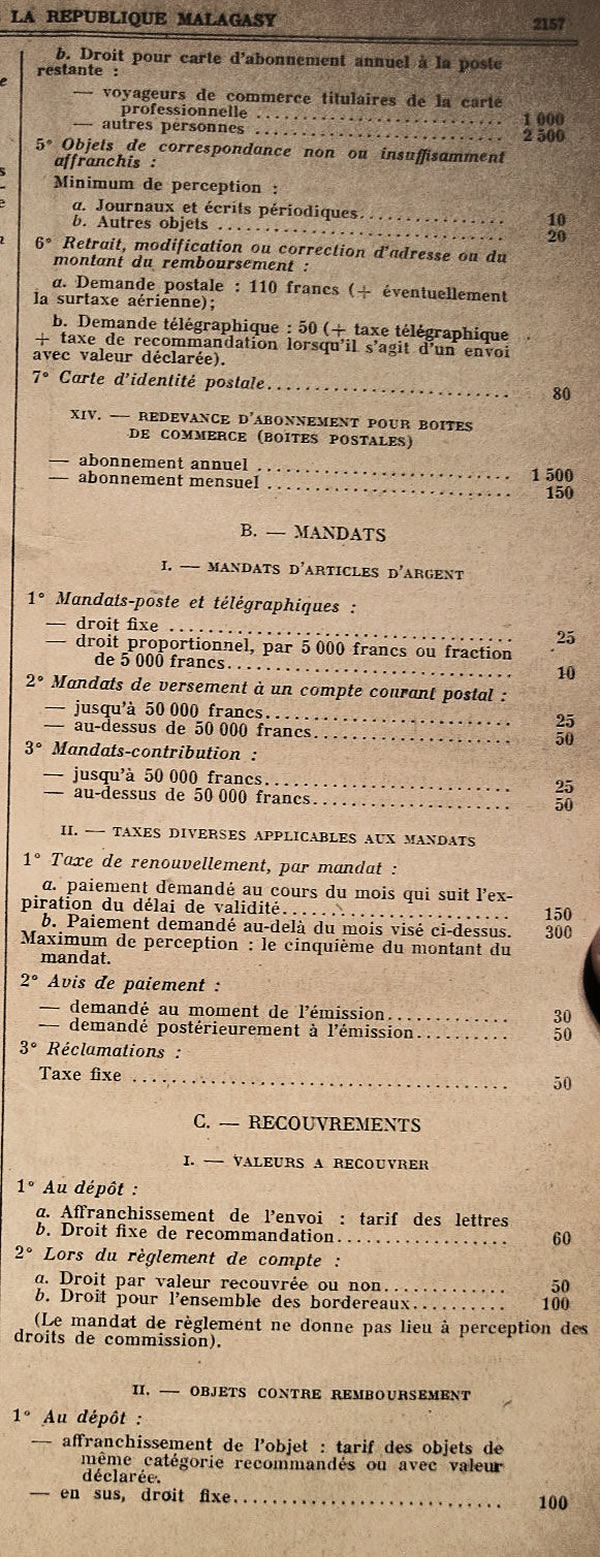 LA REPUBLIQUE MALAGASY 2157
b. Droit pour carte d'abonnement annuel à la poste
restante :
— voyageurs de commerce titulaires de la carte
professionnelle .............................. 1 000
— autres personnes .............................. 2 500
5° Objets de correspondance non ou insuffisamment
affranchis :
Minimum de perception :
a. Journaux et écrits périodiques.................. 10
b. Autres objets .............................. 20
6° Retrait, modification ou correction d'adresse ou du
montant du remboursement :
a. Demande postale : 110 francs (+ éventuellement
la surtaxe aérienne);
b. Demande télégraphique : 50 (+ taxe télégraphique
+ taxe de recommandation lorsqu'il s'agit d'un envoi
avec valeur déclarée).
7° Carte d'identité postale.............................. 80
XIV. — REDEVANCE D'ABONNEMENT POUR BOITES
DE COMMERCE (BOITES POSTALES)
— abonnement annuel .............................. 1 500
— abonnement mensuel .............................. 150
B. — MANDATS
I. — MANDATS D'ARTICLES D'ARGENT
1° Mandats-poste et télégraphiques :
— droit fixe .............................. 25
— droit proportionnel, par 5 000 francs ou fraction
de 5 000 francs.............................. 10
2° Mandats de versement à un compte courant postal :
— jusqu'à 50 000 francs.............................. 25
— au-dessus de 50 000 francs.................... 50
3° Mandats-contribution :
— jusqu'à 50 000 francs.............................. 25
— au-dessus de 50 000 francs.................... 50
II. — TAXES DIVERSES APPLICABLES AUX MANDATS
1° Taxe de renouvellement, par mandat :
a. paiement demandé au cours du mois qui suit l'ex-
piration du délai de validité.................... 150
b. Paiement demandé au-delà du mois visé ci-dessus. 300
Maximum de perception : le cinquième du montant du
mandat.
2° Avis de paiement :
— demandé au moment de l'émission............ 30
— demandé postérieurement à l'émission.......... 50
3° Réclamations :
Taxe fixe .............................. 50
C. — RECOUVREMENTS
I. — VALEURS A RECOUVRER
1° Au dépôt :
a. Affranchissement de l'envoi : tarif des lettres
b. Droit fixe de recommandation.................. 60
2° Lors du règlement de compte :
a. Droit par valeur recouvrée ou non............. 50
b. Droit pour l'ensemble des bordereaux.......... 100
(Le mandat de règlement ne donne pas lieu à perception des
droits de commission).
II. — OBJETS CONTRE REMBOURSEMENT
1° Au dépôt :
— affranchissement de l'objet : tarif des objets de
même catégorie recommandés ou avec valeur
déclarée.
— en sus, droit fixe.............................. 100